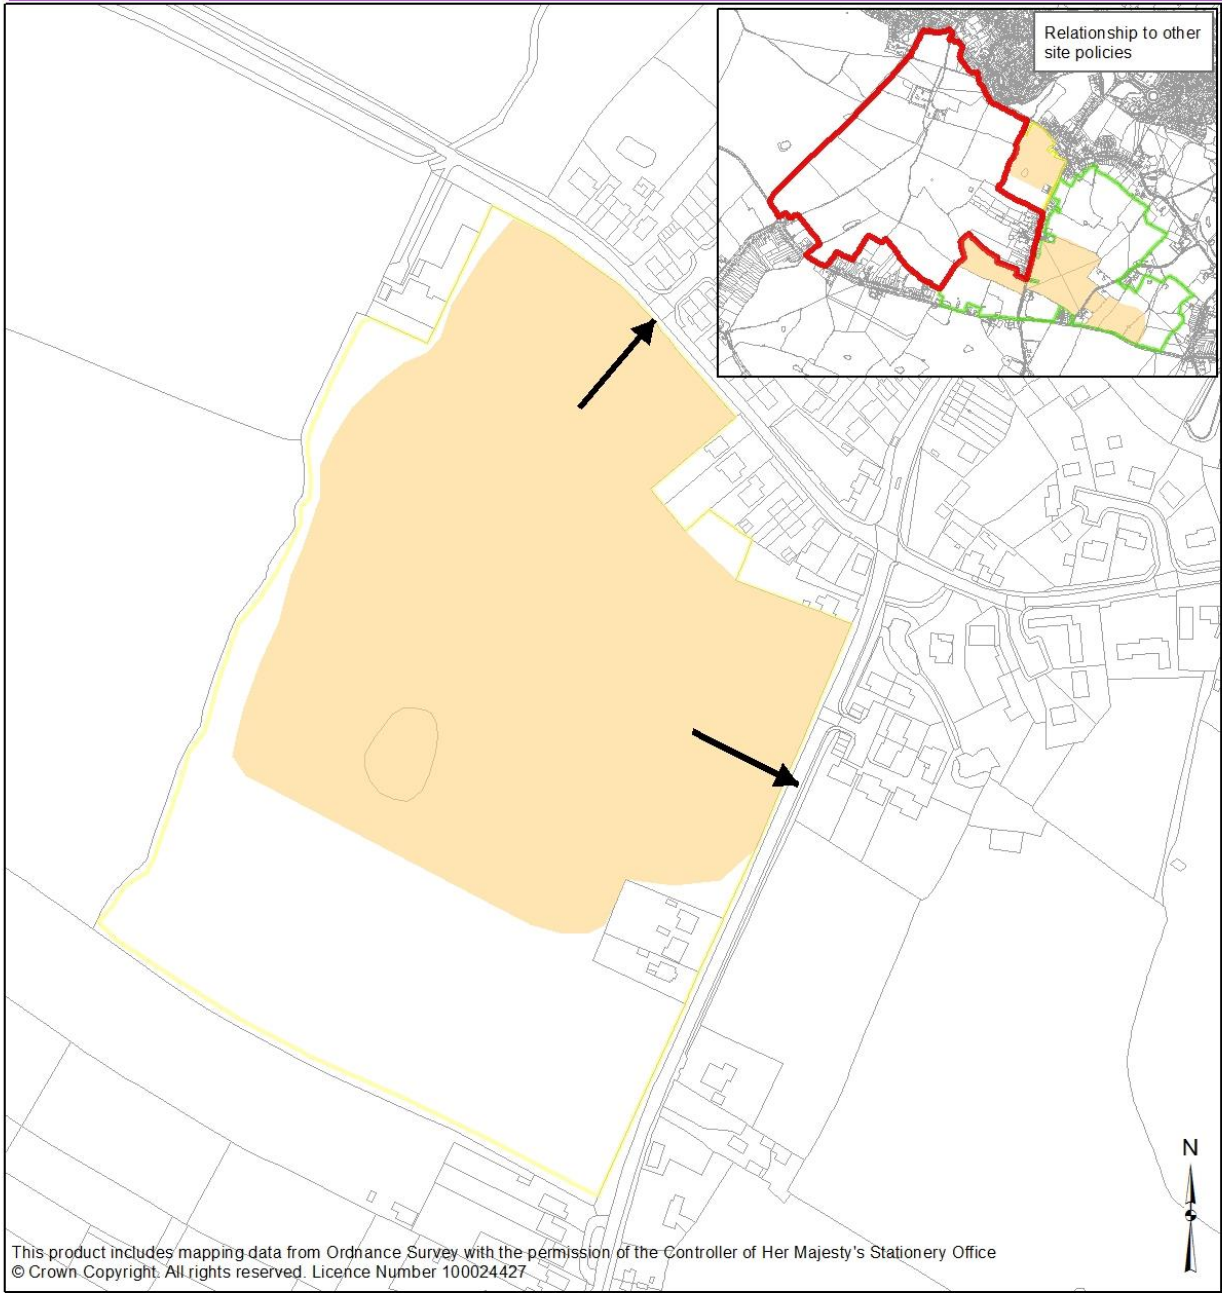 Relationship to other
site policies
N
This product includes mapping data from Ordnance Survey with the permission of the Controller of Her Majesty's Stationery Office
© Crown Copyright. All rights reserved. Licence Number 100024427